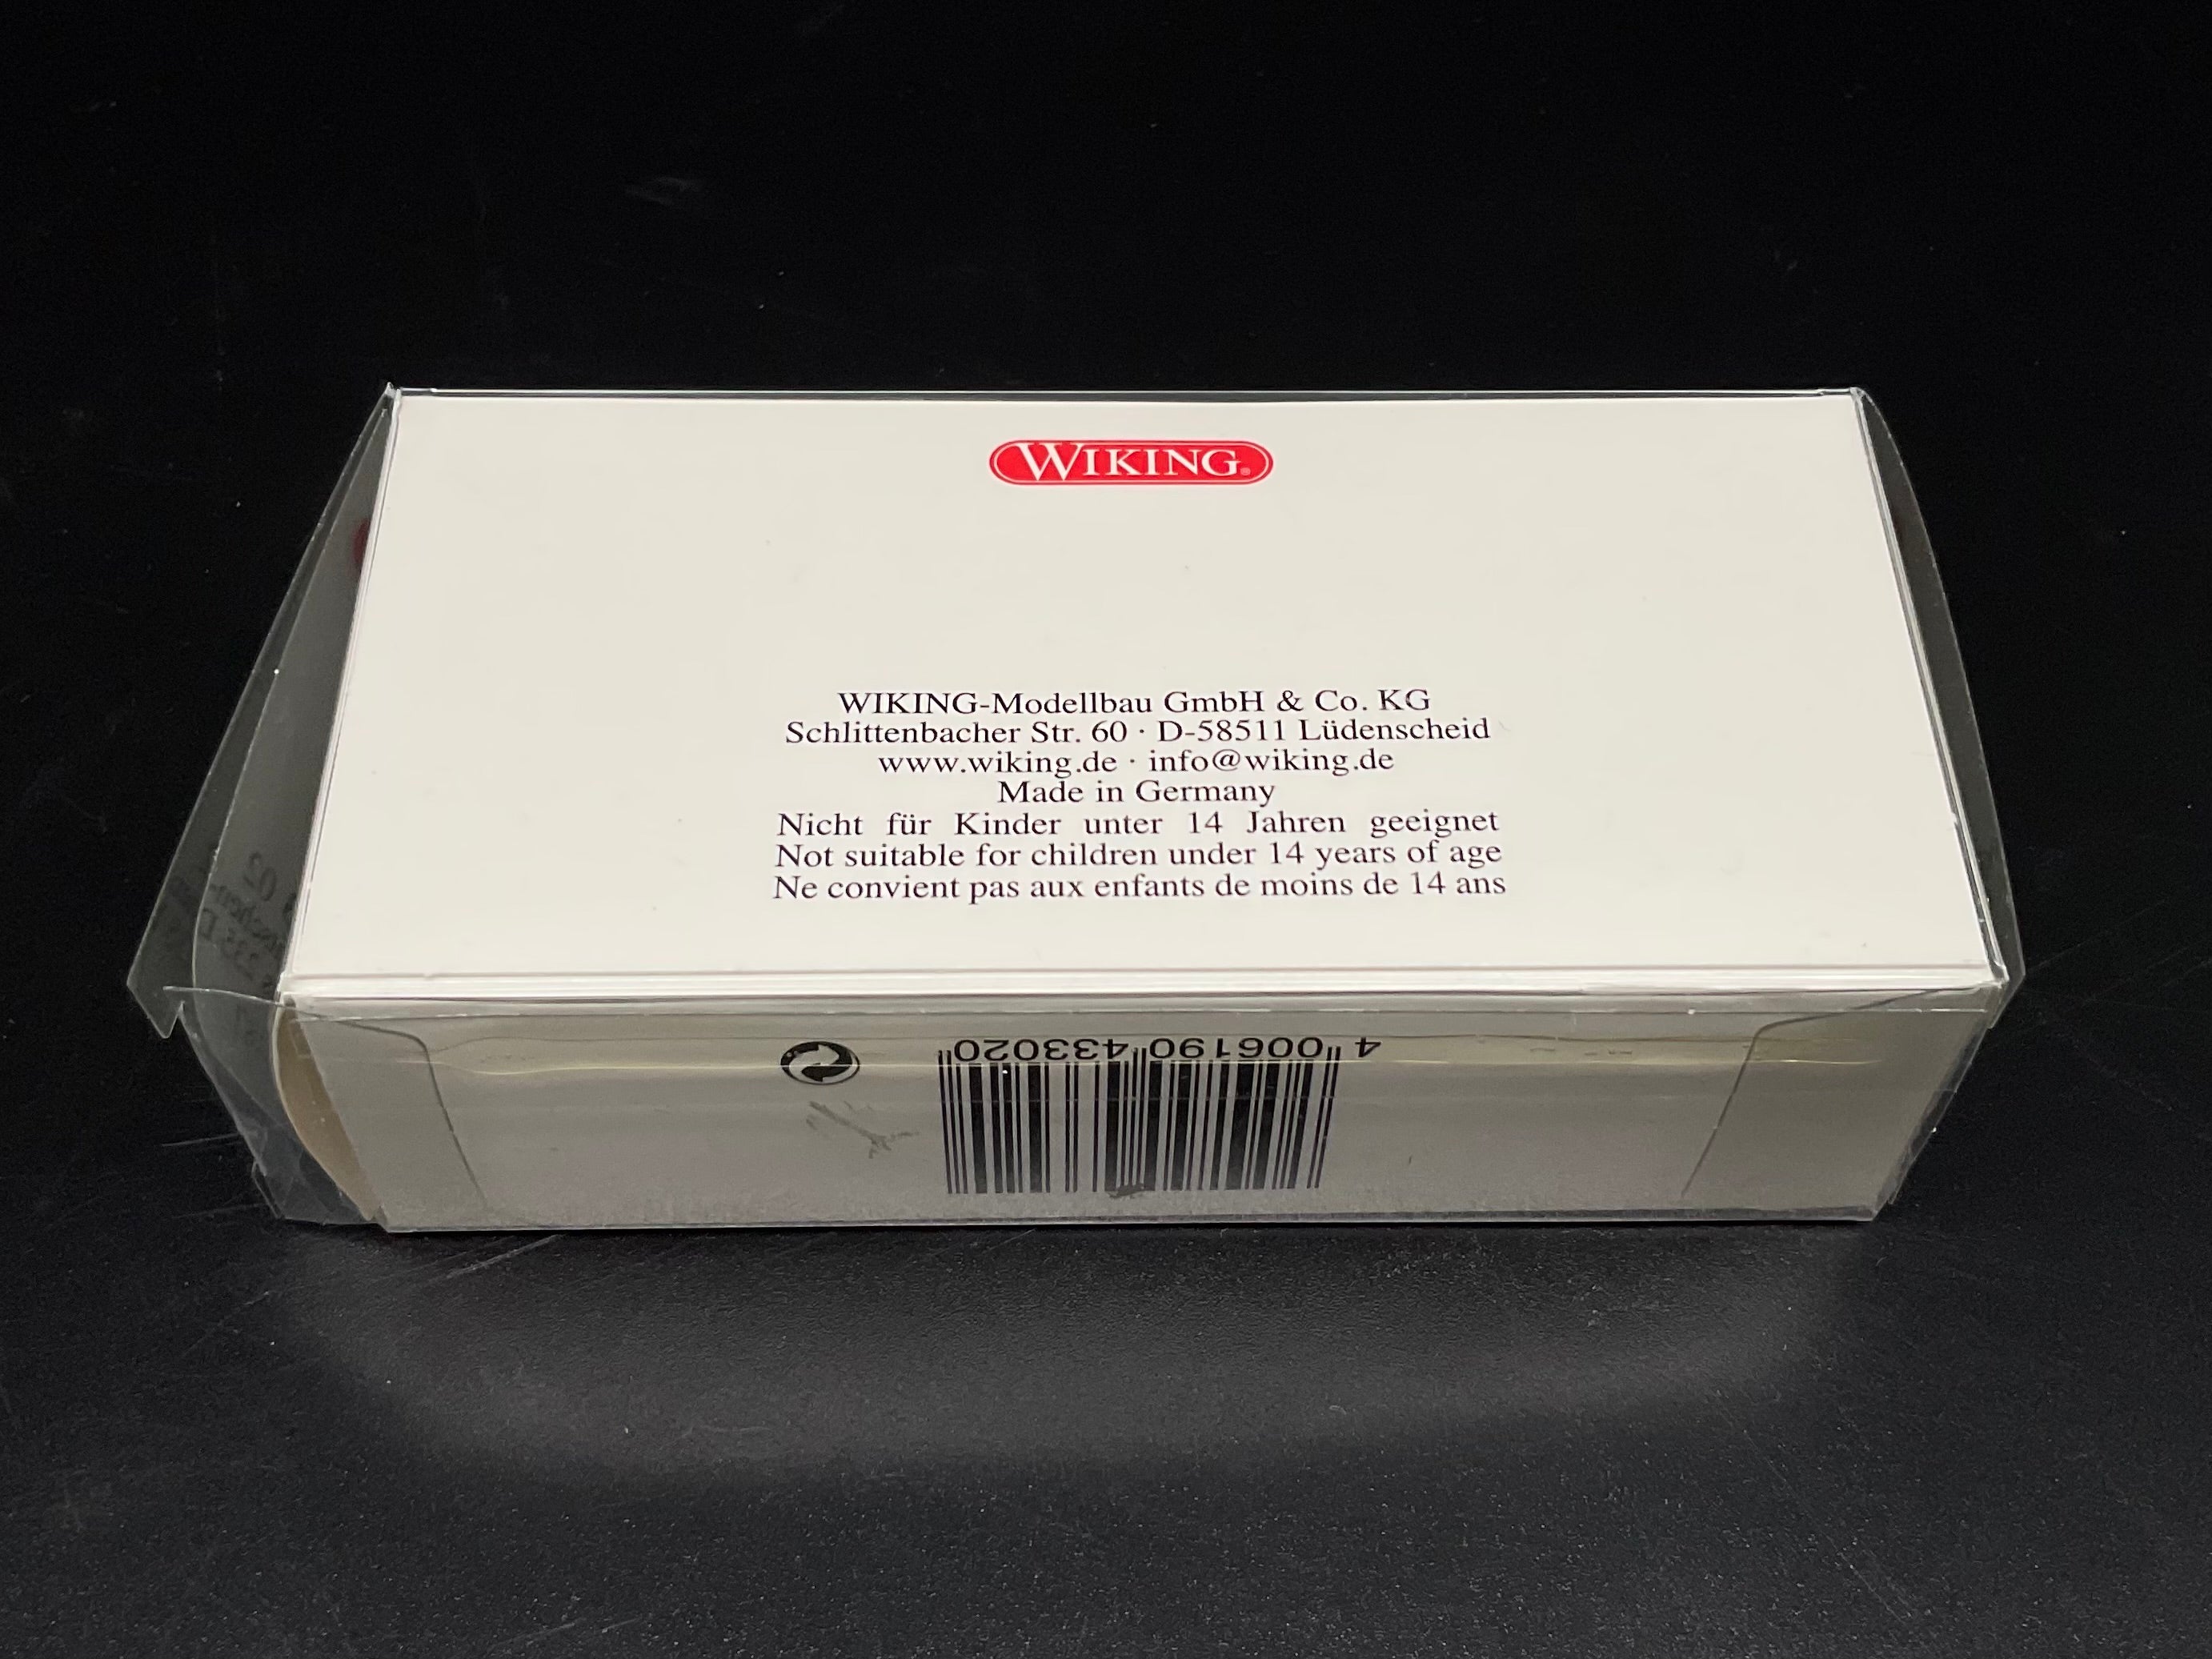 WIKING
WIKING-Modellbau GmbH & Co. KG
Schlittenbacher Str. 60 · D-58511 Lüdenscheid
www.wiking.de · info@wiking.de
Made in Germany
Nicht für Kinder unter 14 Jahren geeignet
Not suitable for children under 14 years of age
Ne convient pas aux enfants de moins de 14 ans
4 006190 433020
02